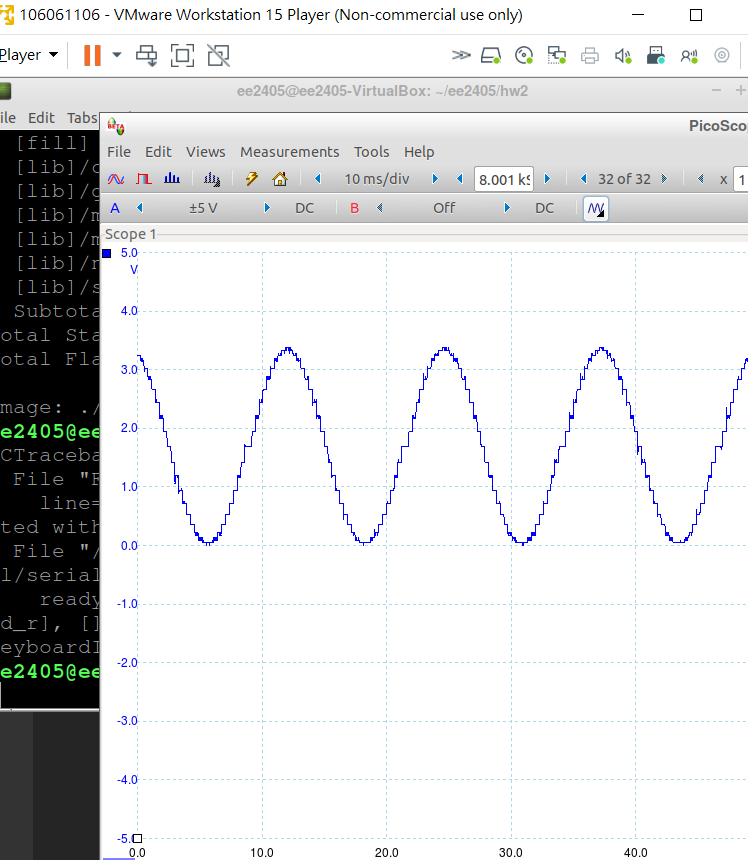 106061106 - VMware Workstation 15 Player (Non-commercial use only)
Player
ee2405@ee2405-VirtualBox: ~/ee2405/hw2
ile Edit Tabs
BETA
PicoSco
File Edit Views Measurements Tools Help
10 ms/div 8.001 kS 32 of 32 x 1
A ±5 V DC B Off DC
Scope 1
[fill]
[lib]/c
[lib]/g
[lib]/m
[lib]/m
[lib]/r
[lib]/s
Subtota
otal Sta
otal Fla
mage: ./
ee2405@ee
CTraceba
File "F
line=
ted with
File "/
l/serial
ready
d_r], []
eyboardI
ee2405@ee
5.0
V
4.0
3.0
2.0
1.0
0.0
-1.0
-2.0
-3.0
-4.0
-5.0
0.0 10.0 20.0 30.0 40.0